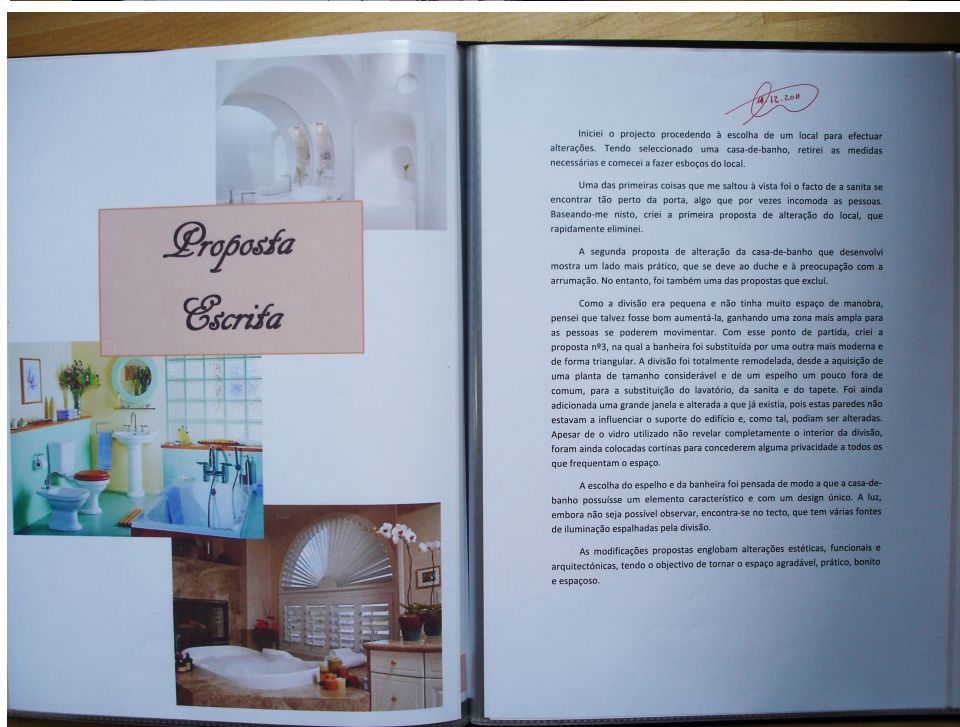 Proposta
Escrita
12.2011
Iniciei o projecto procedendo à escolha de um local para efectuar
alterações. Tendo seleccionado uma casa-de-banho, retirei as medidas
necessárias e comecei a fazer esboços do local.
Uma das primeiras coisas que me saltou à vista foi o facto de a sanita se
encontrar tão perto da porta, algo que por vezes incomoda as pessoas.
Baseando-me nisto, criei a primeira proposta de alteração do local, que
rapidamente eliminei.
A segunda proposta de alteração da casa-de-banho que desenvolvi
mostra um lado mais prático, que se deve ao duche e à preocupação com a
arrumação. No entanto, foi também uma das propostas que excluí.
Como a divisão era pequena e não tinha muito espaço de manobra,
pensei que talvez fosse bom aumentá-la, ganhando uma zona mais ampla para
as pessoas se poderem movimentar. Com esse ponto de partida, criei a
proposta nº3, na qual a banheira foi substituída por uma outra mais moderna e
de forma triangular. A divisão foi totalmente remodelada, desde a aquisição de
uma planta de tamanho considerável e de um espelho um pouco fora de
comum, para a substituição do lavatório, da sanita e do tapete. Foi ainda
adicionada uma grande janela e alterada a que já existia, pois estas paredes não
estavam a influenciar o suporte do edifício e, como tal, podiam ser alteradas.
Apesar de o vidro utilizado não revelar completamente o interior da divisão,
foram ainda colocadas cortinas para concederem alguma privacidade a todos os
que frequentam o espaço.
A escolha do espelho e da banheira foi pensada de modo a que a casa-de-
banho possuísse um elemento característico e com um design único. A luz,
embora não seja possível observar, encontra-se no tecto, que tem várias fontes
de iluminação espalhadas pela divisão.
As modificações propostas englobam alterações estéticas, funcionais e
arquitectónicas, tendo o objectivo de tornar o espaço agradável, prático, bonito
e espaçoso.